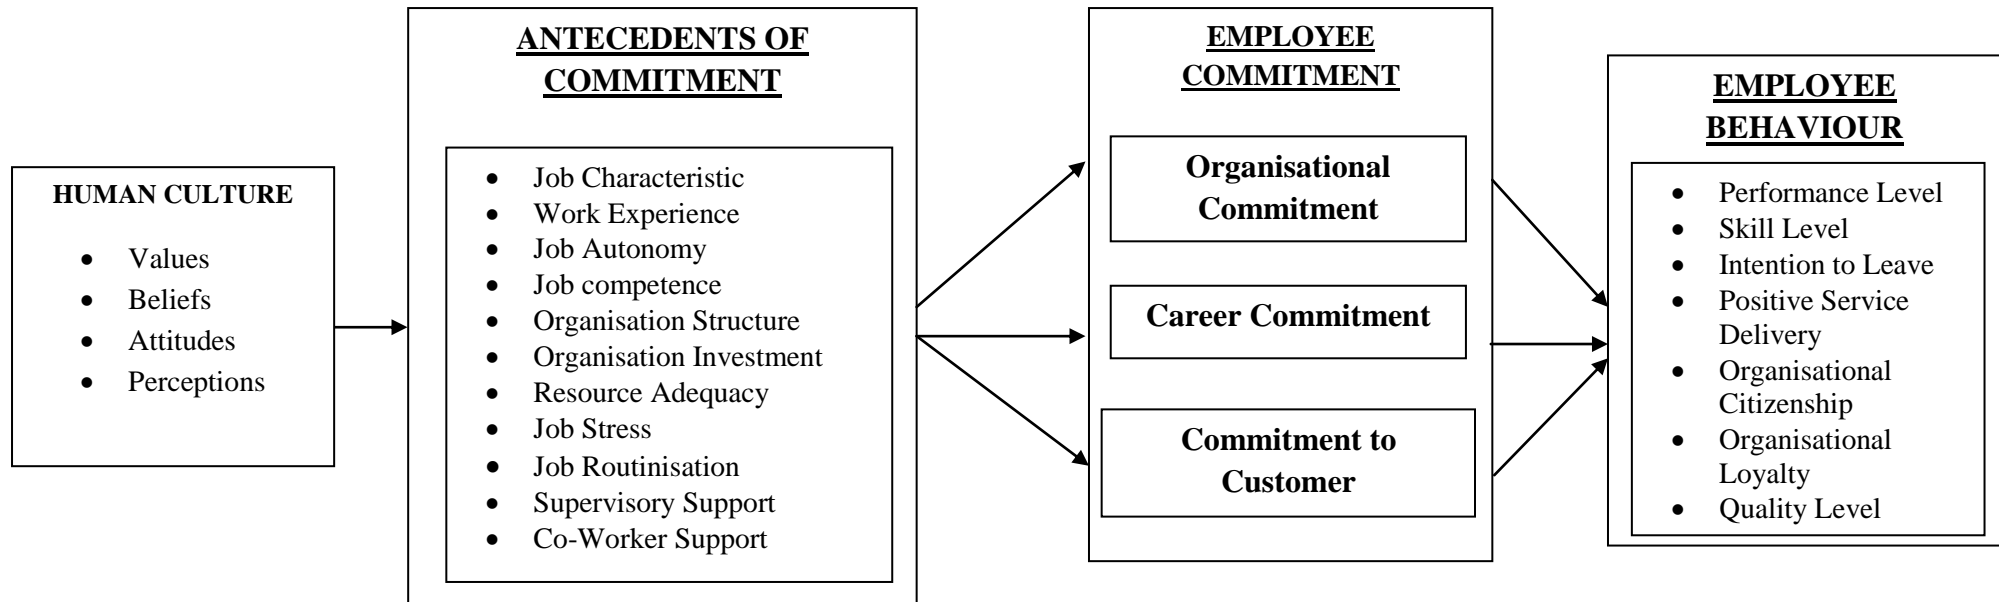 HUMAN CULTURE
• Values
• Beliefs
• Attitudes
• Perceptions
ANTECEDENTS OF
COMMITMENT
• Job Characteristic
• Work Experience
• Job Autonomy
• Job competence
• Organisation Structure
• Organisation Investment
• Resource Adequacy
• Job Stress
• Job Routinisation
• Supervisory Support
• Co-Worker Support
EMPLOYEE
COMMITMENT
Organisational
Commitment
Career Commitment
Commitment to
Customer
EMPLOYEE
BEHAVIOUR
• Performance Level
• Skill Level
• Intention to Leave
• Positive Service
Delivery
• Organisational
Citizenship
• Organisational
Loyalty
• Quality Level